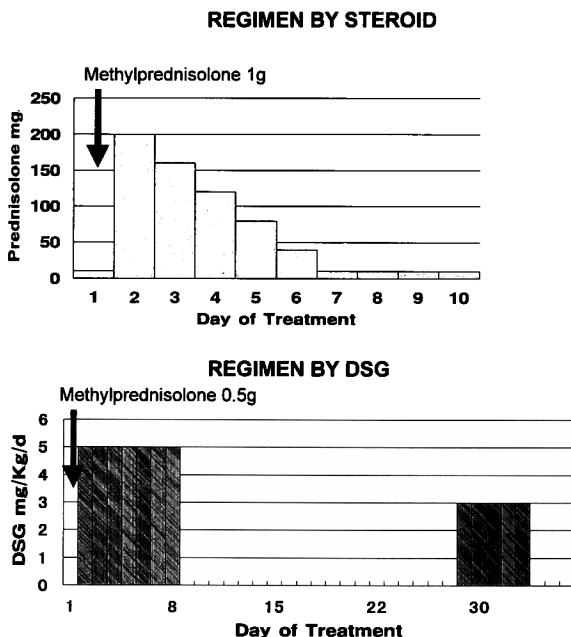 REGIMEN BY STEROID
Methylprednisolone 1g
250
200
150
100
50
0
Prednisolone mg.
1 2 3 4 5 6 7 8 9 10
Day of Treatment
REGIMEN BY DSG
Methylprednisolone 0.5g
6
5
4
3
2
1
0
DSG mg/Kg/d
1 8 15 22 30
Day of Treatment